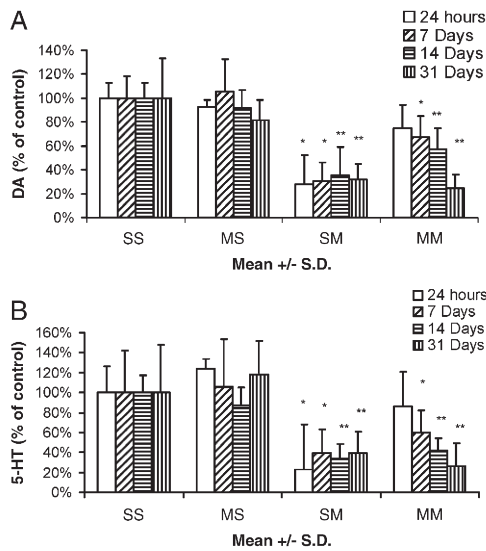 A
24 hours
7 Days
14 Days
31 Days
DA (% of control)
140%
120%
100%
80%
60%
40%
20%
0%
* * ** **
* ** **
SS MS SM MM
Mean +/- S.D.
B
24 hours
7 Days
14 Days
31 Days
5-HT (% of control)
160%
140%
120%
100%
80%
60%
40%
20%
0%
* * ** **
* ** **
SS MS SM MM
Mean +/- S.D.